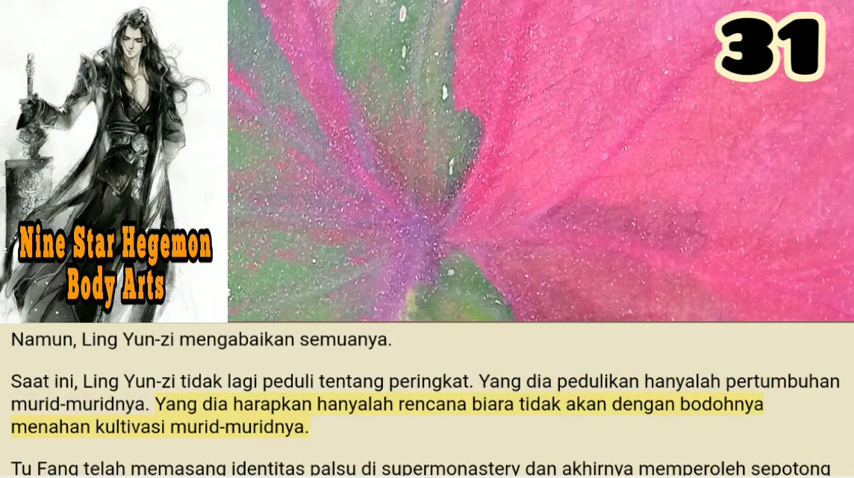 31
Nine Star Hegemon
Body Arts
Namun, Ling Yun-zi mengabaikan semuanya.
Saat ini, Ling Yun-zi tidak lagi peduli tentang peringkat. Yang dia pedulikan hanyalah pertumbuhan
murid-muridnya. Yang dia harapkan hanyalah rencana biara tidak akan dengan bodohnya
menahan kultivasi murid-muridnya.
Tu Fang telah memasang identitas palsu di supermonastery dan akhirnya memperoleh sepotong